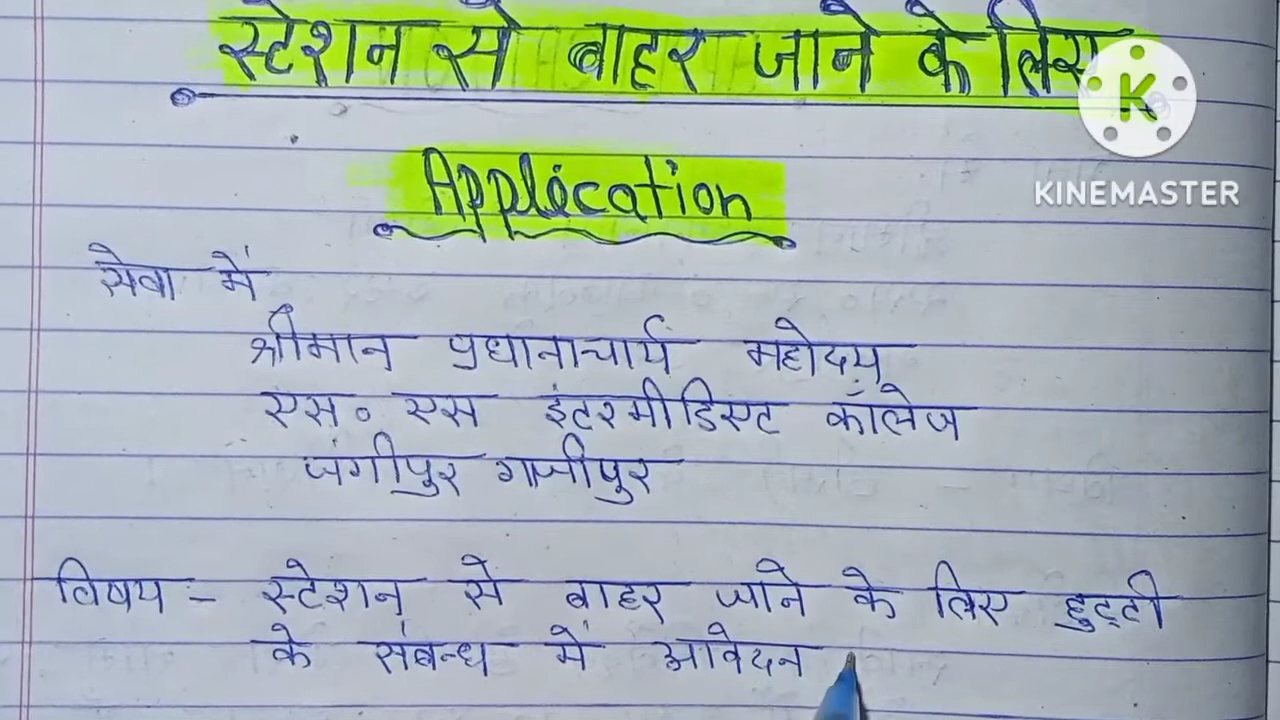 स्टेशन से बाहर जाने के लिए
K
KINEMASTER
Application
सेवा में
श्रीमान प्रधानाचार्य महोदय
एस० एस इंटरमीडिएट कॉलेज
जंगीपुर गाजीपुर
विषय - स्टेशन से बाहर जाने के लिए छुट्टी
के संबन्ध में आवेदन